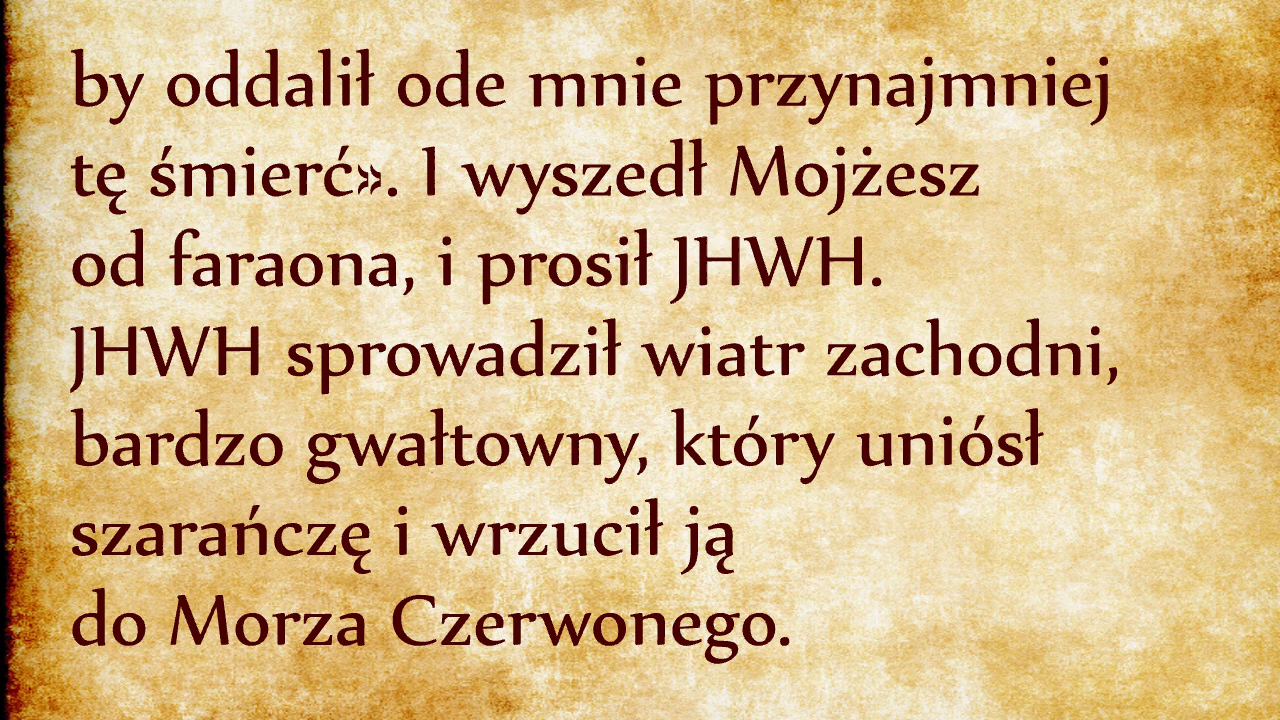 by oddalił ode mnie przynajmniej
tę śmierć». I wyszedł Mojżesz
od faraona, i prosił JHWH.
JHWH sprowadził wiatr zachodni,
bardzo gwałtowny, który uniósł
szarańczę i wrzucił ją
do Morza Czerwonego.